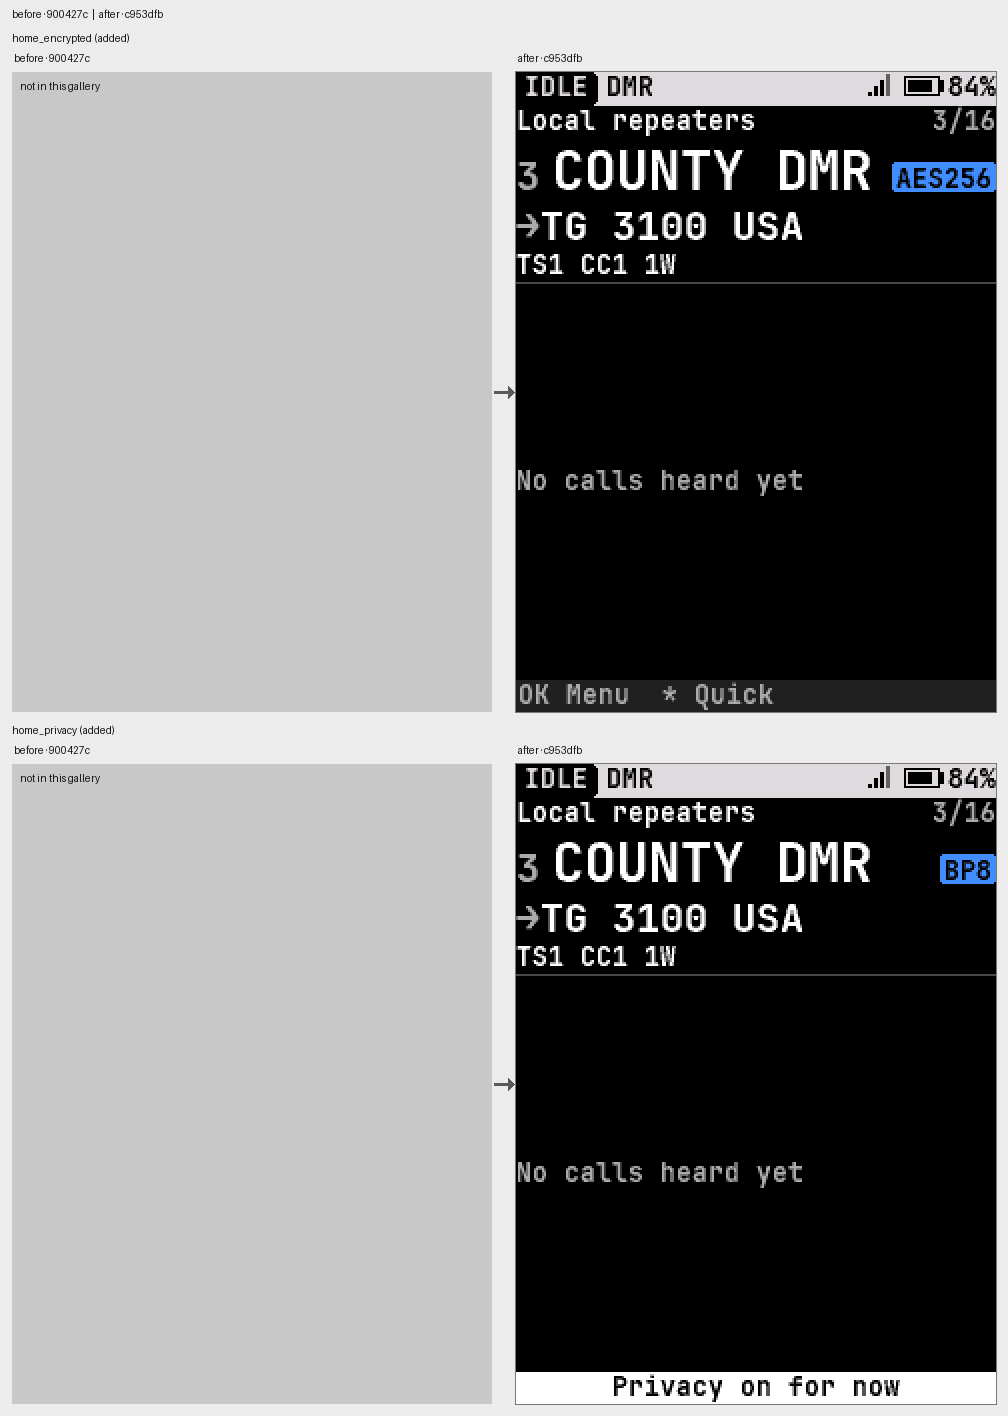 before · 900427c | after · c953dfb
home_encrypted (added)
before · 900427c
after · c953dfb
not in this gallery
IDLE DMR 84%
Local repeaters 3/16
3 COUNTY DMR AES256
→TG 3100 USA
TS1 CC1 1W
No calls heard yet
OK Menu * Quick
home_privacy (added)
before · 900427c
after · c953dfb
not in this gallery
IDLE DMR 84%
Local repeaters 3/16
3 COUNTY DMR BP8
→TG 3100 USA
TS1 CC1 1W
No calls heard yet
Privacy on for now